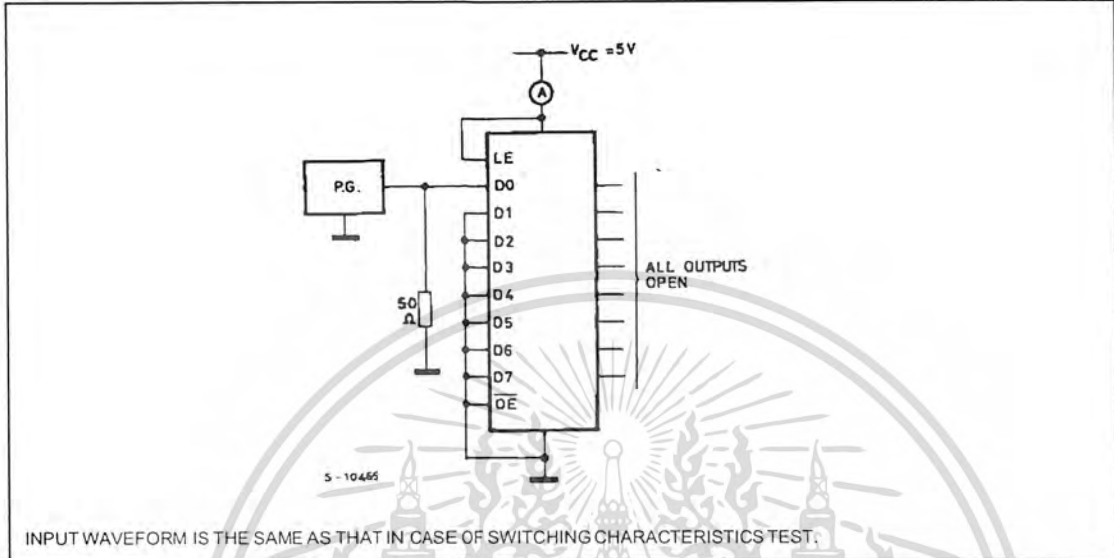 VCC =5V
A
LE
P.G.
D0
D1
D2
D3
D4
D5
D6
D7
OE
50
Ω
ALL OUTPUTS
OPEN
S-10465
INPUT WAVEFORM IS THE SAME AS THAT IN CASE OF SWITCHING CHARACTERISTICS TEST.